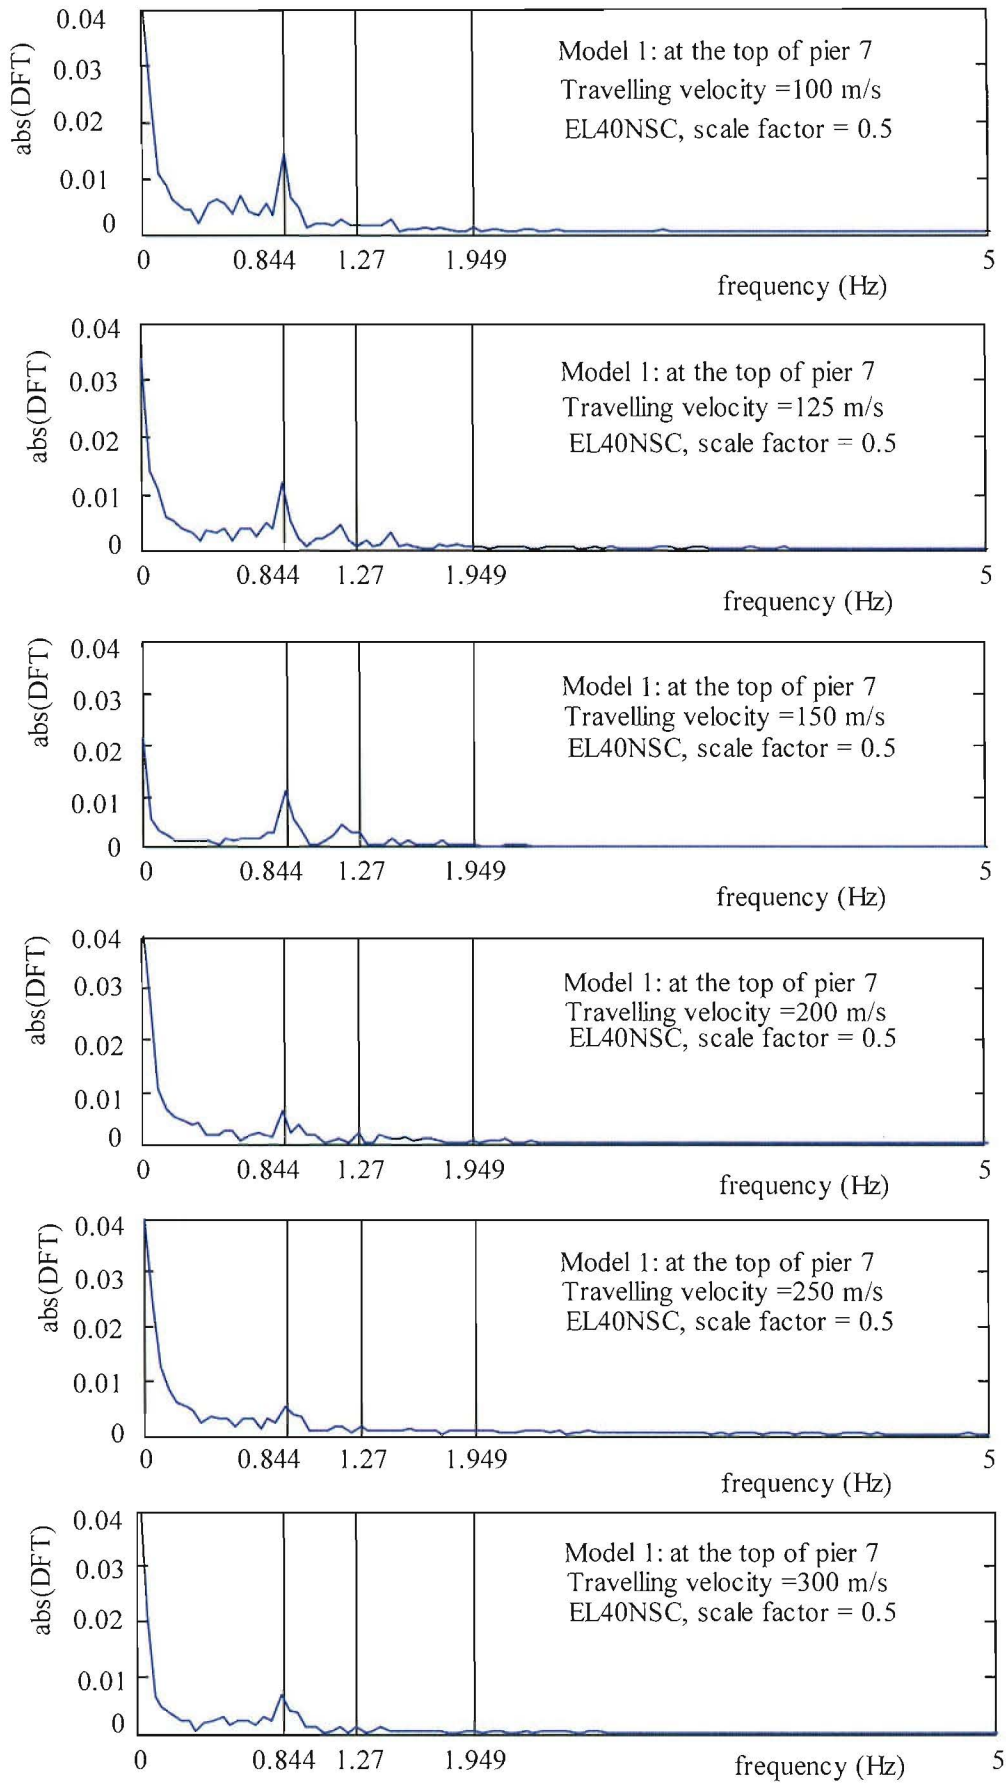 0.04
Model 1: at the top of pier 7
0.03
Travelling velocity =100 m/s
abs(DFT)
0.02
EL40NSC, scale factor = 0.5
0.01
0
0 0.844 1.27 1.949 5
frequency (Hz)
0.04
Model 1: at the top of pier 7
0.03
Travelling velocity =125 m/s
abs(DFT)
0.02
EL40NSC, scale factor = 0.5
0.01
0
0 0.844 1.27 1.949 5
frequency (Hz)
0.04
Model 1: at the top of pier 7
0.03
Travelling velocity =150 m/s
abs(DFT)
0.02
EL40NSC, scale factor = 0.5
0.01
0
0 0.844 1.27 1.949 5
frequency (Hz)
0.04
Model 1: at the top of pier 7
0.03
Travelling velocity =200 m/s
abs(DFT)
0.02
EL40NSC, scale factor = 0.5
0.01
0
0 0.844 1.27 1.949 5
frequency (Hz)
0.04
Model 1: at the top of pier 7
0.03
Travelling velocity =250 m/s
abs(DFT)
0.02
EL40NSC, scale factor = 0.5
0.01
0
0 0.844 1.27 1.949 5
frequency (Hz)
0.04
Model 1: at the top of pier 7
0.03
Travelling velocity =300 m/s
abs(DFT)
0.02
EL40NSC, scale factor = 0.5
0.01
0
0 0.844 1.27 1.949 5
frequency (Hz)